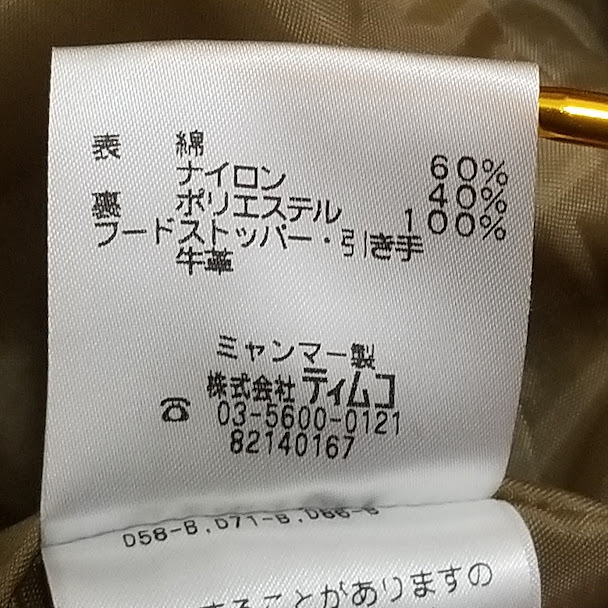 表 綿 60%
ナイロン 40%
裏 ポリエステル 100%
フードストッパー・引き手
牛革
ミャンマー製
株式会社ティムコ
☎ 03-5600-0121
82140167
D58-B,D71-B,D86-B
することがありますの